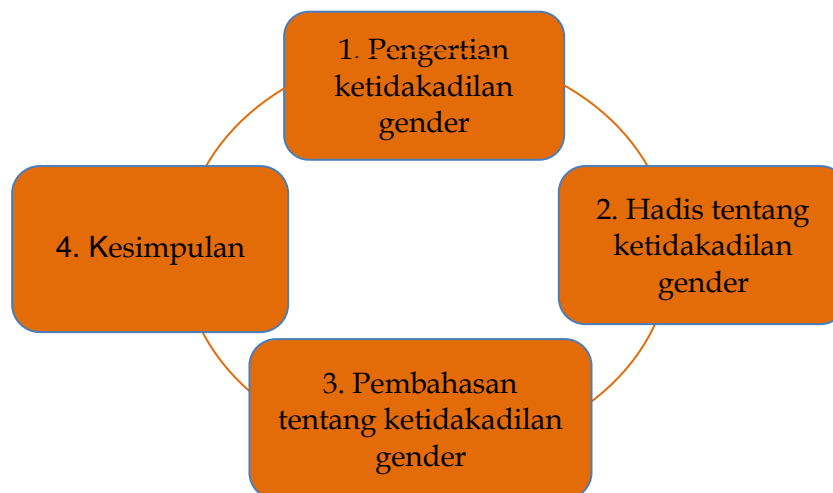 1. Pengertian
ketidakadilan
gender
2. Hadis tentang
ketidakadilan
gender
3. Pembahasan
tentang ketidakadilan
gender
4. Kesimpulan